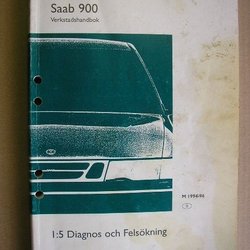 Saab 900
Verkstadshandbok
M 1994/96
1:5 Diagnos och Felsökning